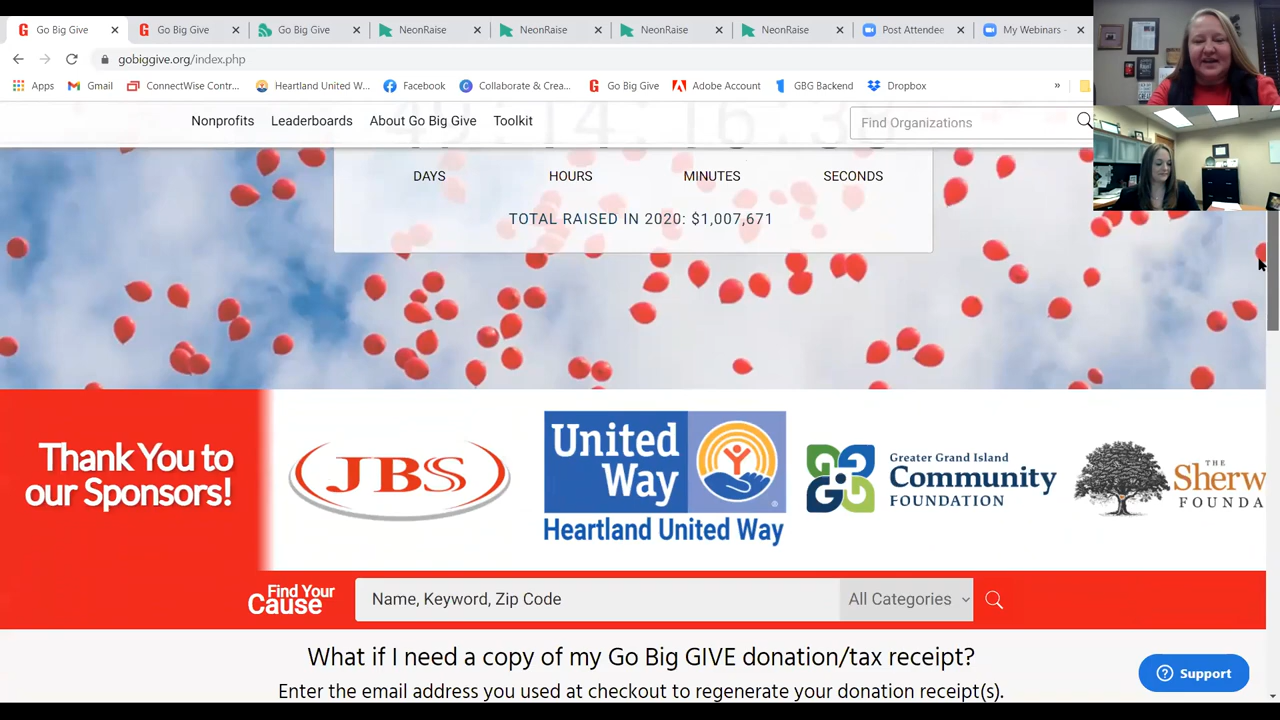 Go Big Give
Go Big Give
Go Big Give
NeonRaise
NeonRaise
NeonRaise
NeonRaise
Post Attendee
My Webinars -
gobiggive.org/index.php
Apps
Gmail
ConnectWise Contr...
Heartland United W...
Facebook
Collaborate & Crea...
Go Big Give
Adobe Account
GBG Backend
Dropbox
»
Nonprofits
Leaderboards
About Go Big Give
Toolkit
Find Organizations
DAYS
HOURS
MINUTES
SECONDS
TOTAL RAISED IN 2020: $1,007,671
Thank You to
our Sponsors!
JBS
United
Way
Heartland United Way
Greater Grand Island
Community
FOUNDATION
THE
Sherw
FOUNDA
Find Your
Cause
Name, Keyword, Zip Code
All Categories
What if I need a copy of my Go Big GIVE donation/tax receipt?
Enter the email address you used at checkout to regenerate your donation receipt(s).
Support